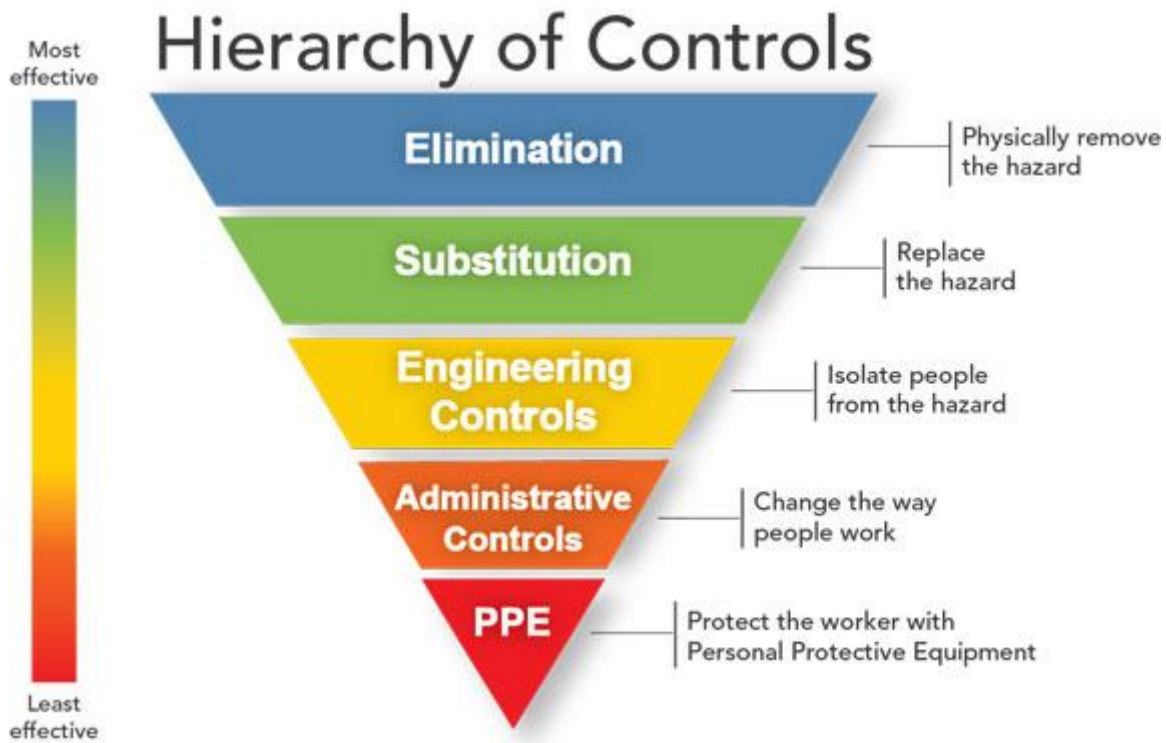 Hierarchy of Controls
Most
effective
Elimination
Physically remove
the hazard
Substitution
Replace
the hazard
Engineering
Controls
Isolate people
from the hazard
Administrative
Controls
Change the way
people work
PPE
Protect the worker with
Personal Protective Equipment
Least
effective